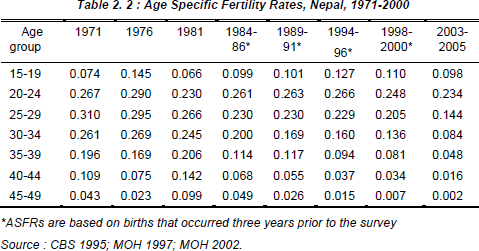 Table 2. 2 : Age Specific Fertility Rates, Nepal, 1971-2000
Age group 1971 1976 1981 1984-86* 1989-91* 1994-96* 1998-2000* 2003-2005
15-19 0.074 0.145 0.066 0.099 0.101 0.127 0.110 0.098
20-24 0.267 0.290 0.230 0.261 0.263 0.266 0.248 0.234
25-29 0.310 0.295 0.266 0.230 0.230 0.229 0.205 0.144
30-34 0.261 0.269 0.245 0.200 0.169 0.160 0.136 0.084
35-39 0.196 0.169 0.206 0.114 0.117 0.094 0.081 0.048
40-44 0.109 0.075 0.142 0.068 0.055 0.037 0.034 0.016
45-49 0.043 0.023 0.099 0.049 0.026 0.015 0.007 0.002
*ASFRs are based on births that occurred three years prior to the survey
Source : CBS 1995; MOH 1997; MOH 2002.